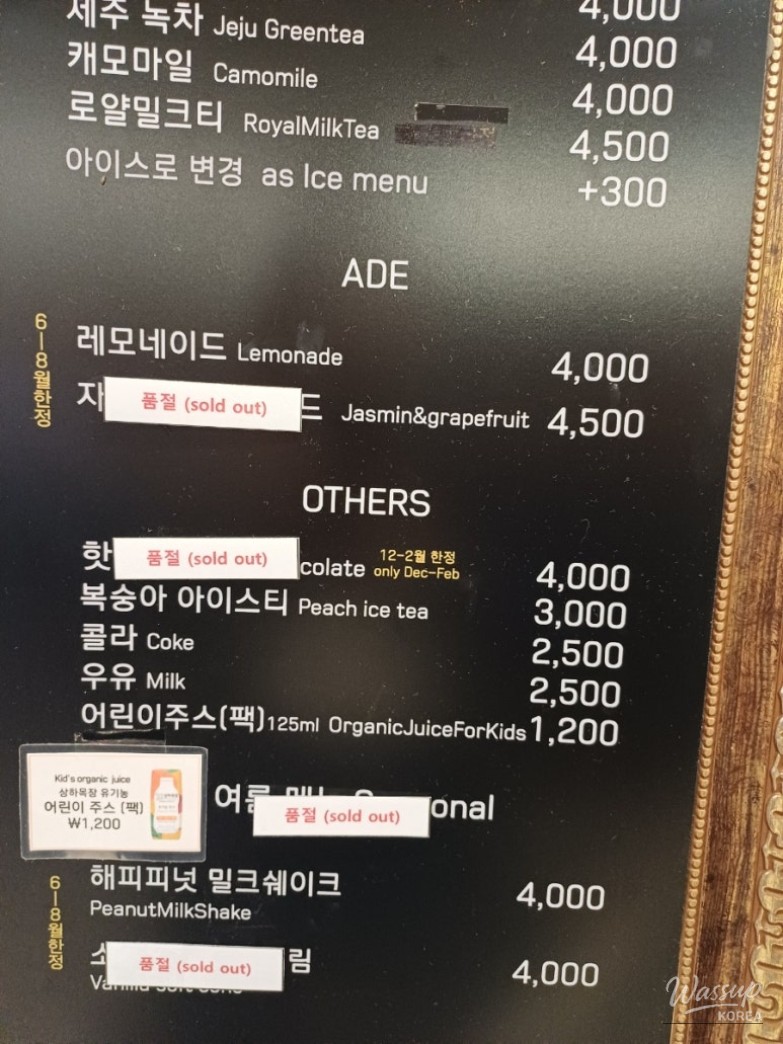 제주 녹차 Jeju Greentea 4,000
캐모마일 Camomile 4,000
로얄밀크티 RoyalMilkTea 4,000
4,500
아이스로 변경 as Ice menu +300
ADE
6-8월한정
레모네이드 Lemonade 4,000
자 품절 (sold out) 드 Jasmin&grapefruit 4,500
OTHERS
핫 품절 (sold out) colate 12-2월 한정 only Dec-Feb 4,000
복숭아 아이스티 Peach ice tea 3,000
콜라 Coke 2,500
우유 Milk 2,500
어린이주스(팩)125ml OrganicJuiceForKids 1,200
Kid's organic juice
상하목장 유기농
어린이 주스 (팩)
₩1,200
여름 메뉴 품절 (sold out) onal
6-8월한정
해피피넛 밀크쉐이크 4,000
PeanutMilkShake
소 품절 (sold out) 림 4,000
Wassup
KOREA